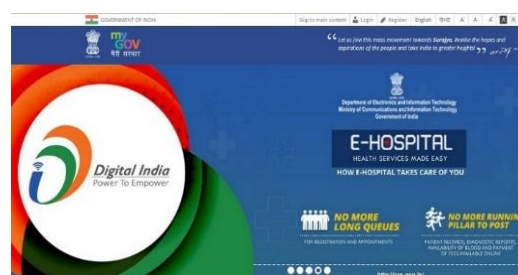 GOVERNMENT OF INDIA
Skip to main content Login Register English हिन्दी A A A A
my
GOV
मेरी सरकार
Let us join this mass movement towards Surajya. Realise the hopes and
aspirations of the people and take India to greater heights!
Department of Electronics and Information Technology
Ministry of Communications and Information Technology
Government of India
E-HOSPITAL
HEALTH SERVICES MADE EASY
HOW E-HOSPITAL TAKES CARE OF YOU
Digital India
Power To Empower
NO MORE
LONG QUEUES
FOR REGISTRATION AND APPOINTMENTS
NO MORE RUNNIN
PILLAR TO POST
PATIENT RECORDS, DIAGNOSTIC REPORTS,
AVAILABILITY OF BLOOD AND PAYMENT
OF FEES AVAILABLE ONLINE